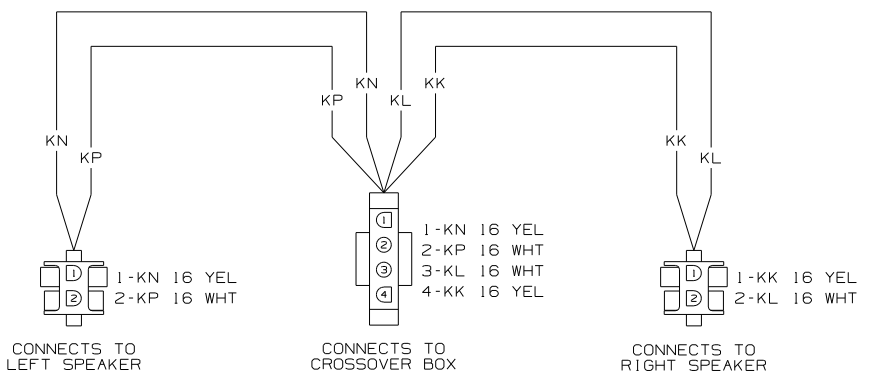 KN
KP
KN
KP
KL
KK
KK
KL
1
2
3
4
1-KN 16 YEL
2-KP 16 WHT
3-KL 16 WHT
4-KK 16 YEL
1
2
1-KN 16 YEL
2-KP 16 WHT
1
2
1-KK 16 YEL
2-KL 16 WHT
CONNECTS TO
LEFT SPEAKER
CONNECTS TO
CROSSOVER BOX
CONNECTS TO
RIGHT SPEAKER